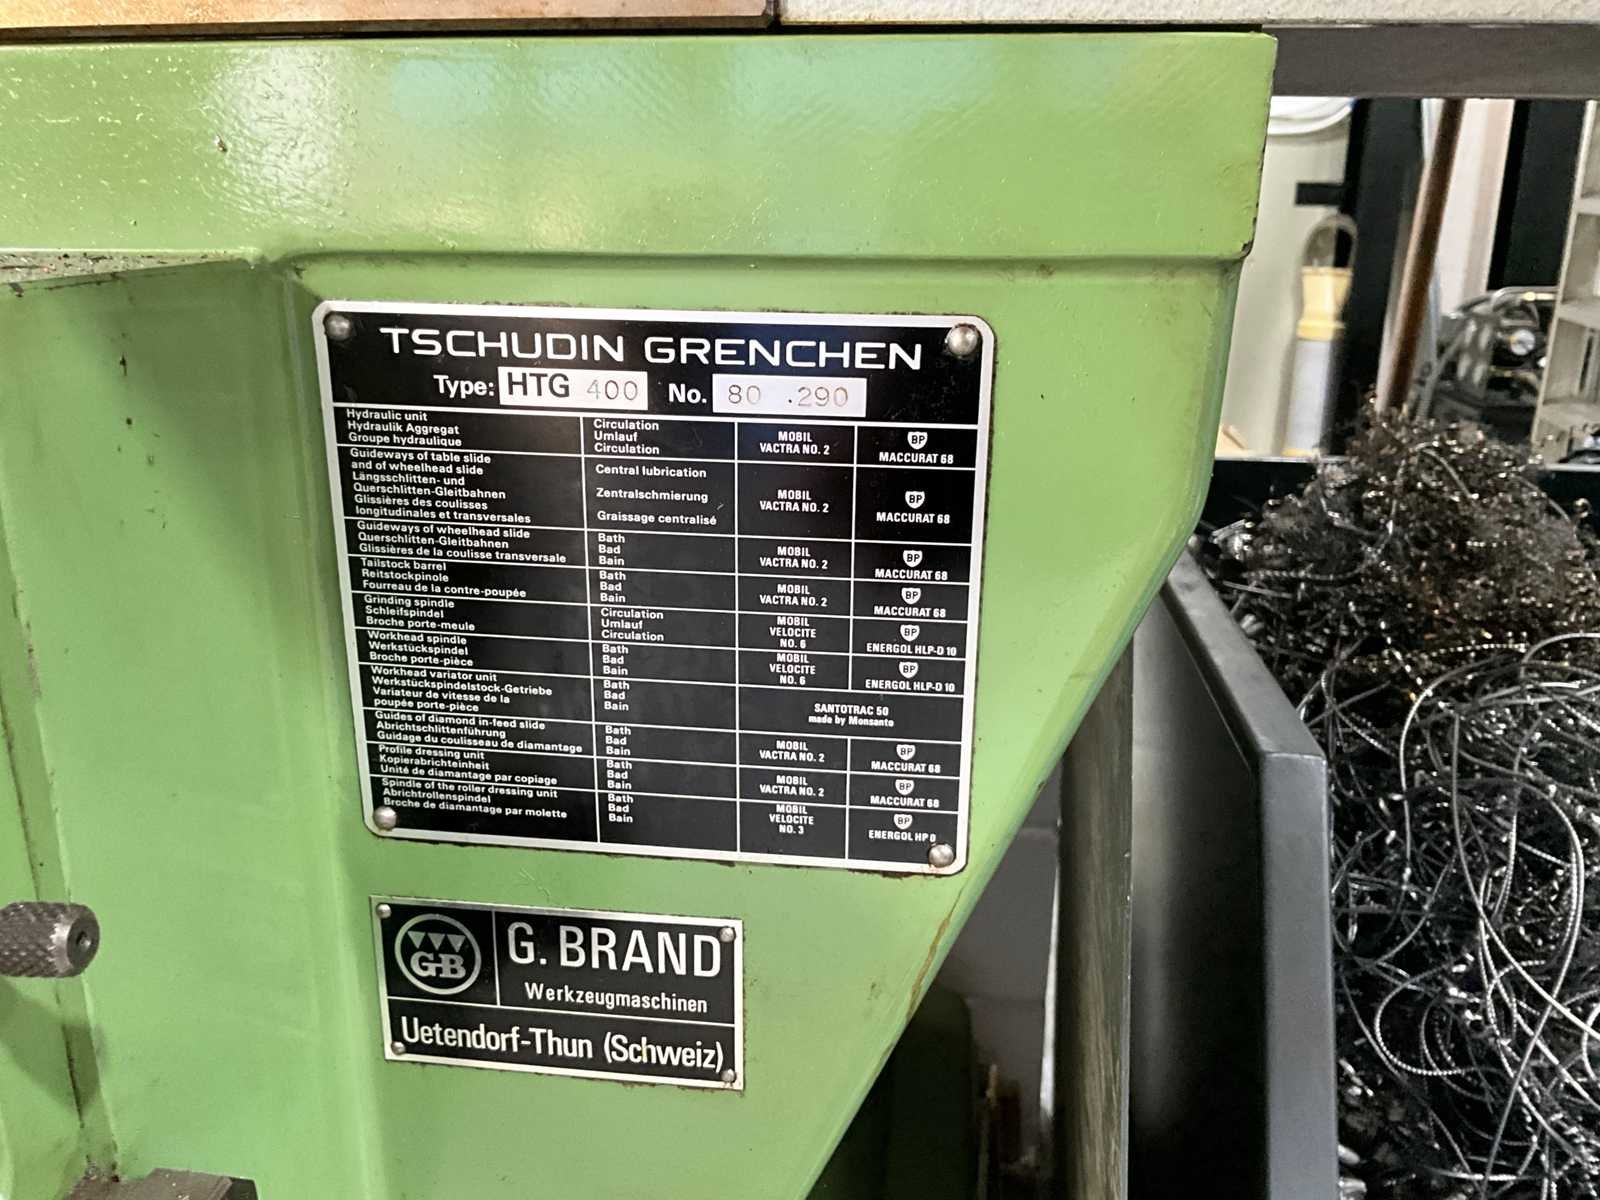 TSCHUDIN GRENCHEN
Type: HTG 400 No. 80 .290
Hydraulic unit
Hydraulik Aggregat
Groupe hydraulique
Circulation
Umlauf
Circulation
MOBIL
VACTRA NO. 2
BP
MACCURAT 68
Guideways of table slide
and of wheelhead slide
Längsschlitten- und
Querschlitten-Gleitbahnen
Glissières des coulisses
longitudinales et transversales
Central lubrication
Zentralschmierung
Graissage centralisé
MOBIL
VACTRA NO. 2
BP
MACCURAT 68
Guideways of wheelhead slide
Querschlitten-Gleitbahnen
Glissières de la coulisse transversale
Bath
Bad
Bain
MOBIL
VACTRA NO. 2
BP
MACCURAT 68
Tailstock barrel
Reitstockpinole
Fourreau de la contre-poupée
Bath
Bad
Bain
MOBIL
VACTRA NO. 2
BP
MACCURAT 68
Grinding spindle
Schleifspindel
Broche porte-meule
Circulation
Umlauf
Circulation
MOBIL
VELOCITE
NO. 6
BP
ENERGOL HLP-D 10
Workhead spindle
Werkstückspindel
Broche porte-pièce
Bath
Bad
Bain
MOBIL
VELOCITE
NO. 6
BP
ENERGOL HLP-D 10
Workhead variator unit
Werkstückspindelstock-Getriebe
Variateur de vitesse de la
poupée porte-pièce
Bath
Bad
Bain
SANTOTRAC 50
made by Monsanto
Guides of diamond in-feed slide
Abrichtschlittenführung
Guidage du coulisseau de diamantage
Bath
Bad
Bain
MOBIL
VACTRA NO. 2
BP
MACCURAT 68
Profile dressing unit
Kopierabrichteinheit
Unité de diamantage par copiage
Bath
Bad
Bain
MOBIL
VACTRA NO. 2
BP
MACCURAT 68
Spindle of the roller dressing unit
Abrichtrollenspindel
Broche de diamantage par molette
Bath
Bad
Bain
MOBIL
VELOCITE
NO. 3
BP
ENERGOL HP 0
G-B
G. BRAND
Werkzeugmaschinen
Uetendorf-Thun (Schweiz)